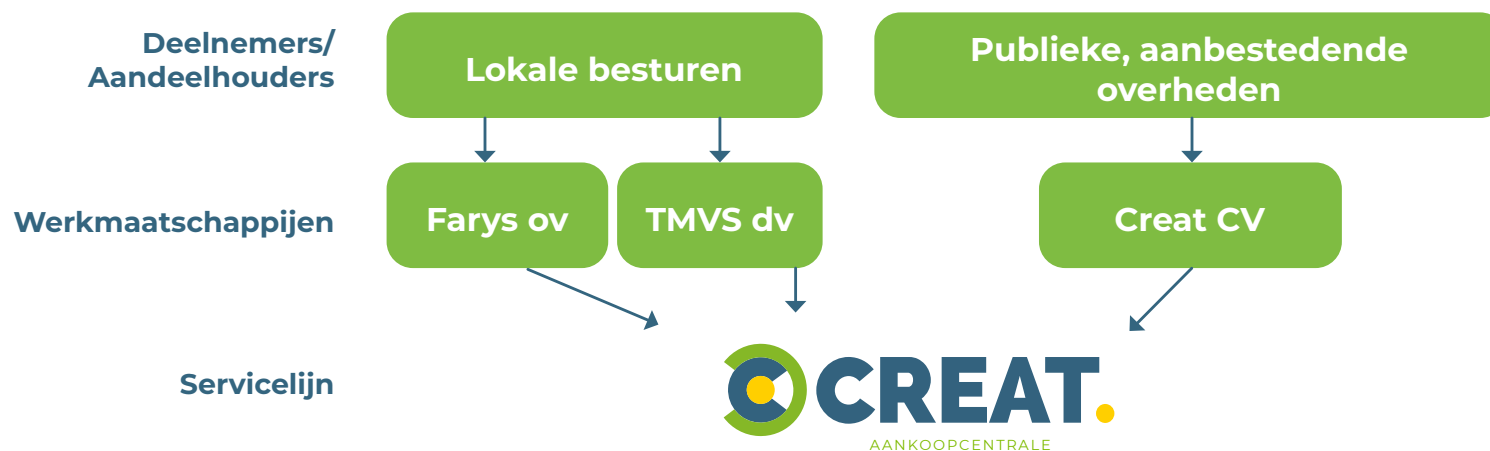 Deelnemers/
Aandeelhouders
Lokale besturen
Publieke, aanbestedende
overheden
Werkmaatschappijen
Farys ov
TMVS dv
Creat CV
Servicelijn
CREAT.
AANKOOPCENTRALE